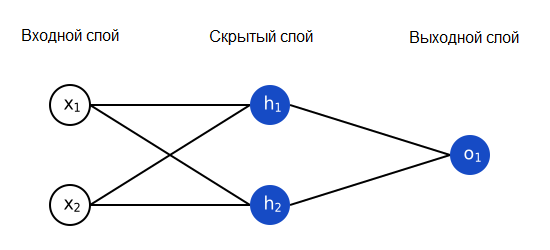 Входной слой
Скрытый слой
Выходной слой
x₁
h₁
o₁
x₂
h₂